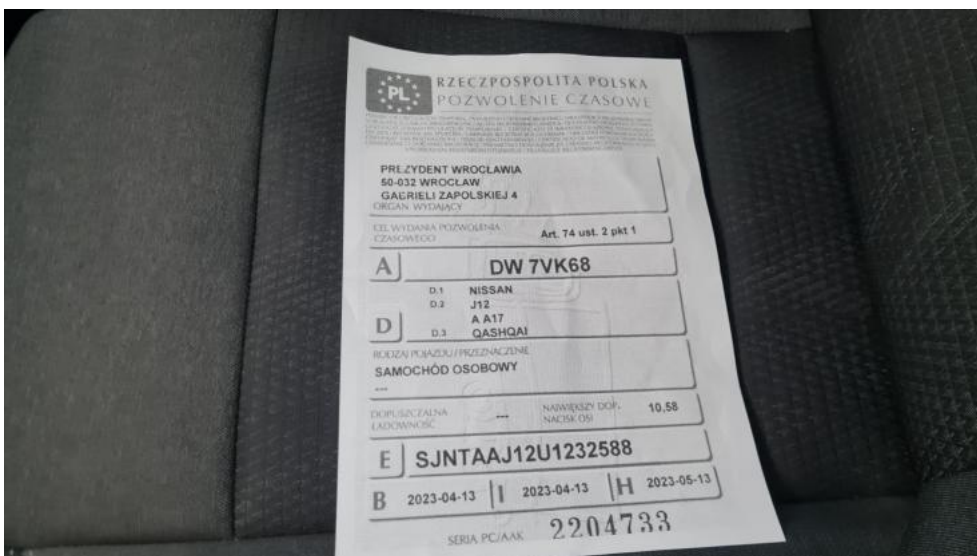 PL
RZECZPOSPOLITA POLSKA
POZWOLENIE CZASOWE
PREZYDENT WROCŁAWIA
50-032 WROCŁAW
GABRIELI ZAPOLSKIEJ 4
ORGAN WYDAJĄCY
CEL WYDANIA POZWOLENIA
CZASOWEGO Art. 74 ust. 2 pkt 1
A DW 7VK68
D.1 NISSAN
D.2 J12
A A17
D D.3 QASHQAI
RODZAJ POJAZDU / PRZEZNACZENIE
SAMOCHÓD OSOBOWY
---
DOPUSZCZALNA ŁADOWNOŚĆ --- NAJWIĘKSZY DOP. NACISK OSI 10,58
E SJNTAAJ12U1232588
B 2023-04-13 I 2023-04-13 H 2023-05-13
SERIA PC/AAK 2204733